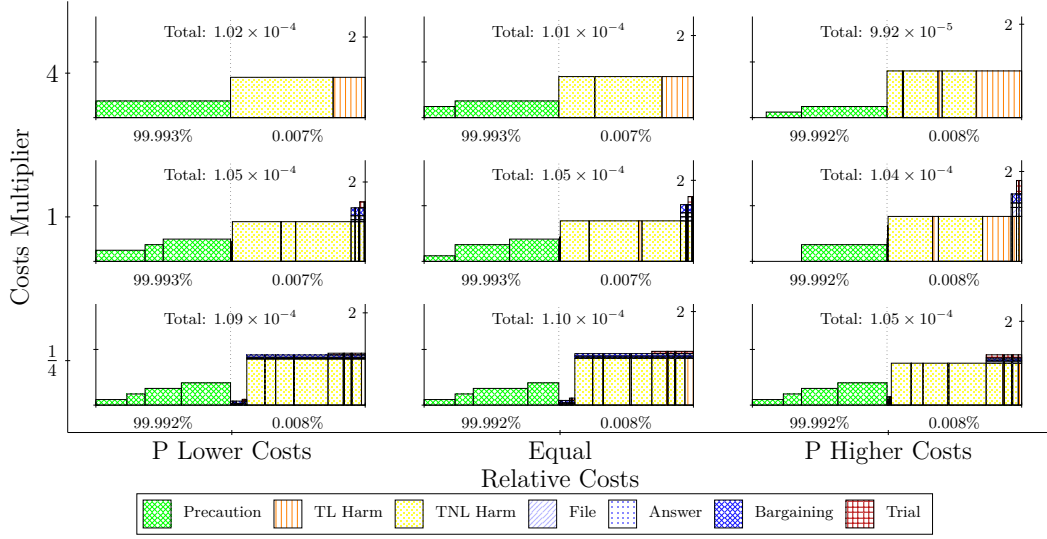 Total: 1.02 × 10⁻⁴ 2 Total: 1.01 × 10⁻⁴ 2 Total: 9.92 × 10⁻⁵ 2
4
99.993% 0.007% 99.993% 0.007% 99.992% 0.008%
Total: 1.05 × 10⁻⁴ 2 Total: 1.05 × 10⁻⁴ 2 Total: 1.04 × 10⁻⁴ 2
Costs Multiplier
1
99.993% 0.007% 99.993% 0.007% 99.992% 0.008%
Total: 1.09 × 10⁻⁴ 2 Total: 1.10 × 10⁻⁴ 2 Total: 1.05 × 10⁻⁴ 2
1/4
99.992% 0.008% 99.992% 0.008% 99.992% 0.008%
P Lower Costs Equal P Higher Costs
Relative Costs
Precaution TL Harm TNL Harm File Answer Bargaining Trial